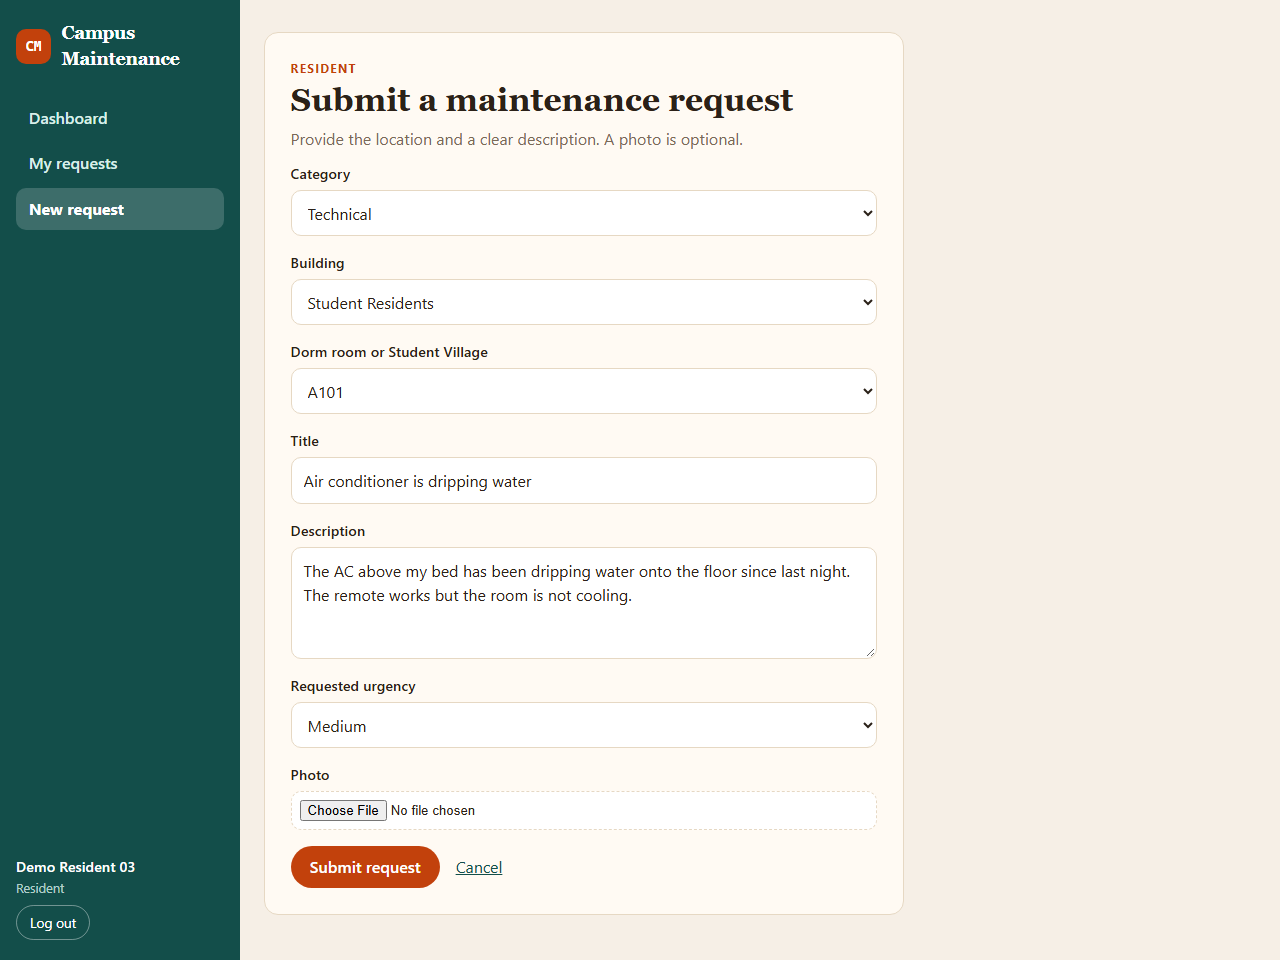 CM
Campus
Maintenance
Dashboard
My requests
New request
Demo Resident 03
Resident
Log out
RESIDENT
Submit a maintenance request
Provide the location and a clear description. A photo is optional.
Category
Technical
Building
Student Residents
Dorm room or Student Village
A101
Title
Air conditioner is dripping water
Description
The AC above my bed has been dripping water onto the floor since last night.
The remote works but the room is not cooling.
Requested urgency
Medium
Photo
Choose File No file chosen
Submit request
Cancel